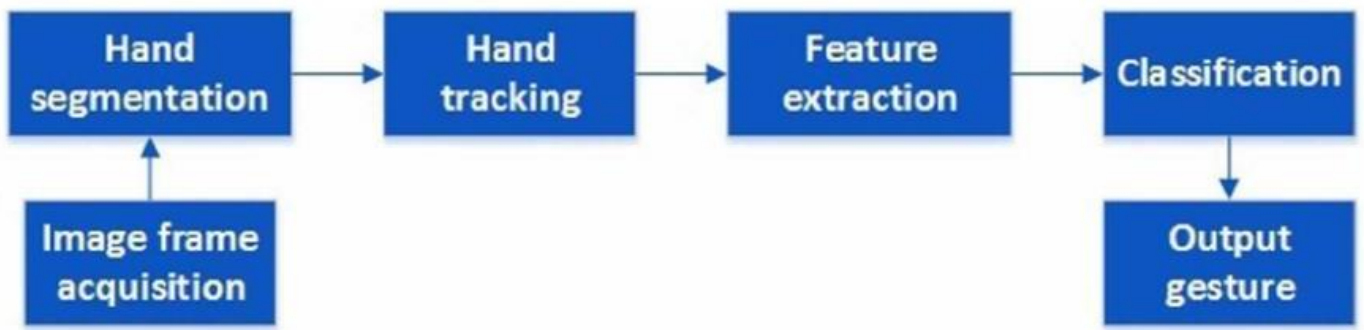 Hand
segmentation
Hand
tracking
Feature
extraction
Classification
Image frame
acquisition
Output
gesture